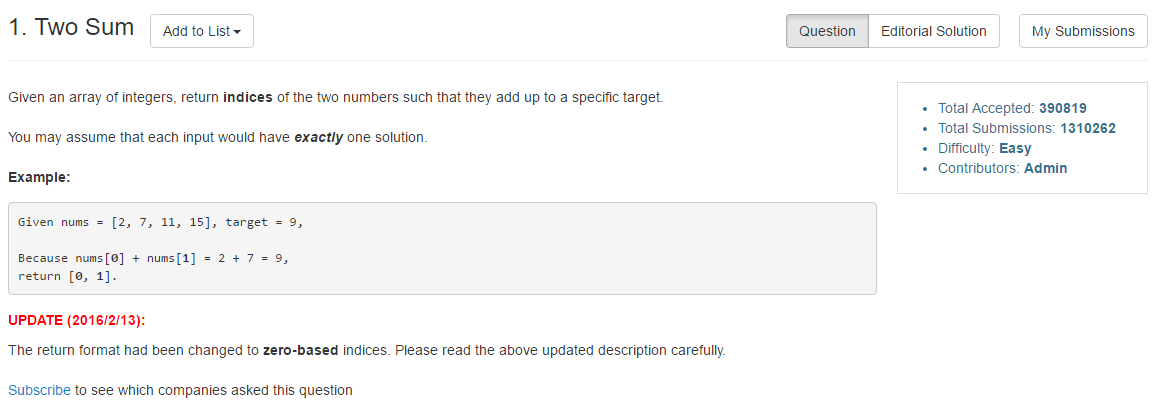 1. Two Sum Add to List Question Editorial Solution My Submissions
Given an array of integers, return indices of the two numbers such that they add up to a specific target.
You may assume that each input would have exactly one solution.
Example:
Given nums = [2, 7, 11, 15], target = 9,
Because nums[0] + nums[1] = 2 + 7 = 9,
return [0, 1].
UPDATE (2016/2/13):
The return format had been changed to zero-based indices. Please read the above updated description carefully.
Subscribe to see which companies asked this question
Total Accepted: 390819
Total Submissions: 1310262
Difficulty: Easy
Contributors: Admin